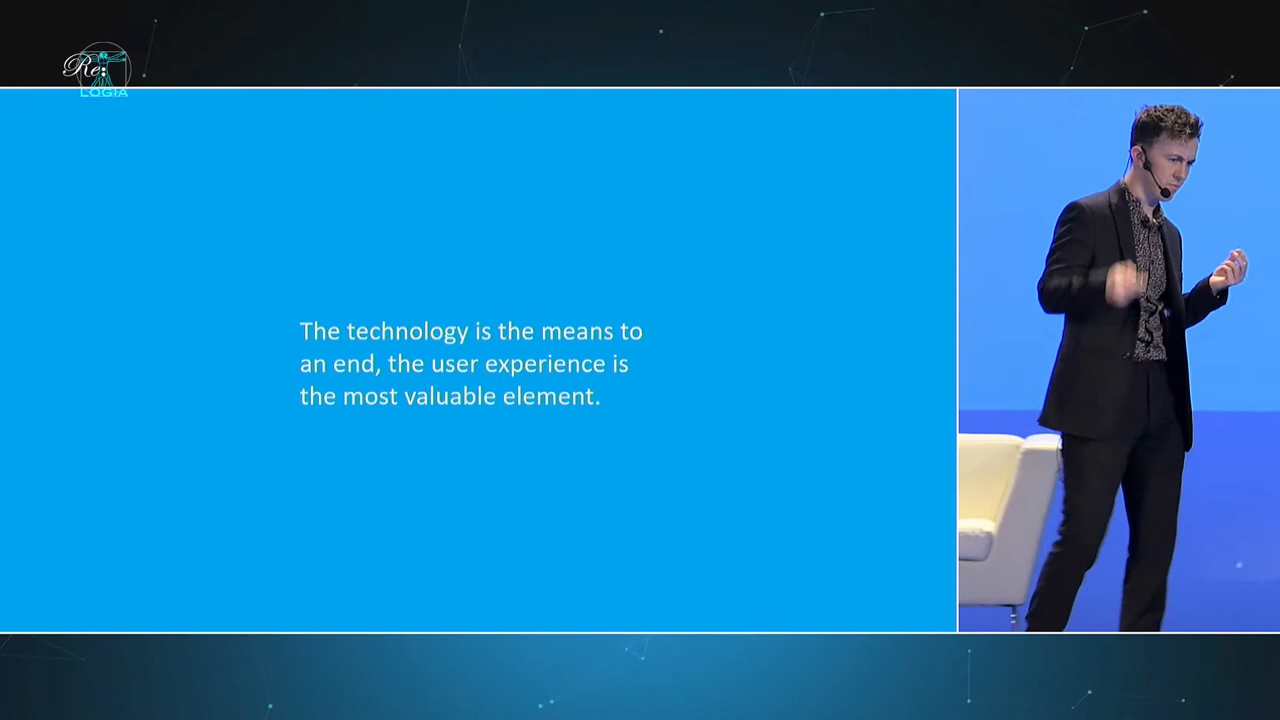 Re:
LOGIA
The technology is the means to
an end, the user experience is
the most valuable element.